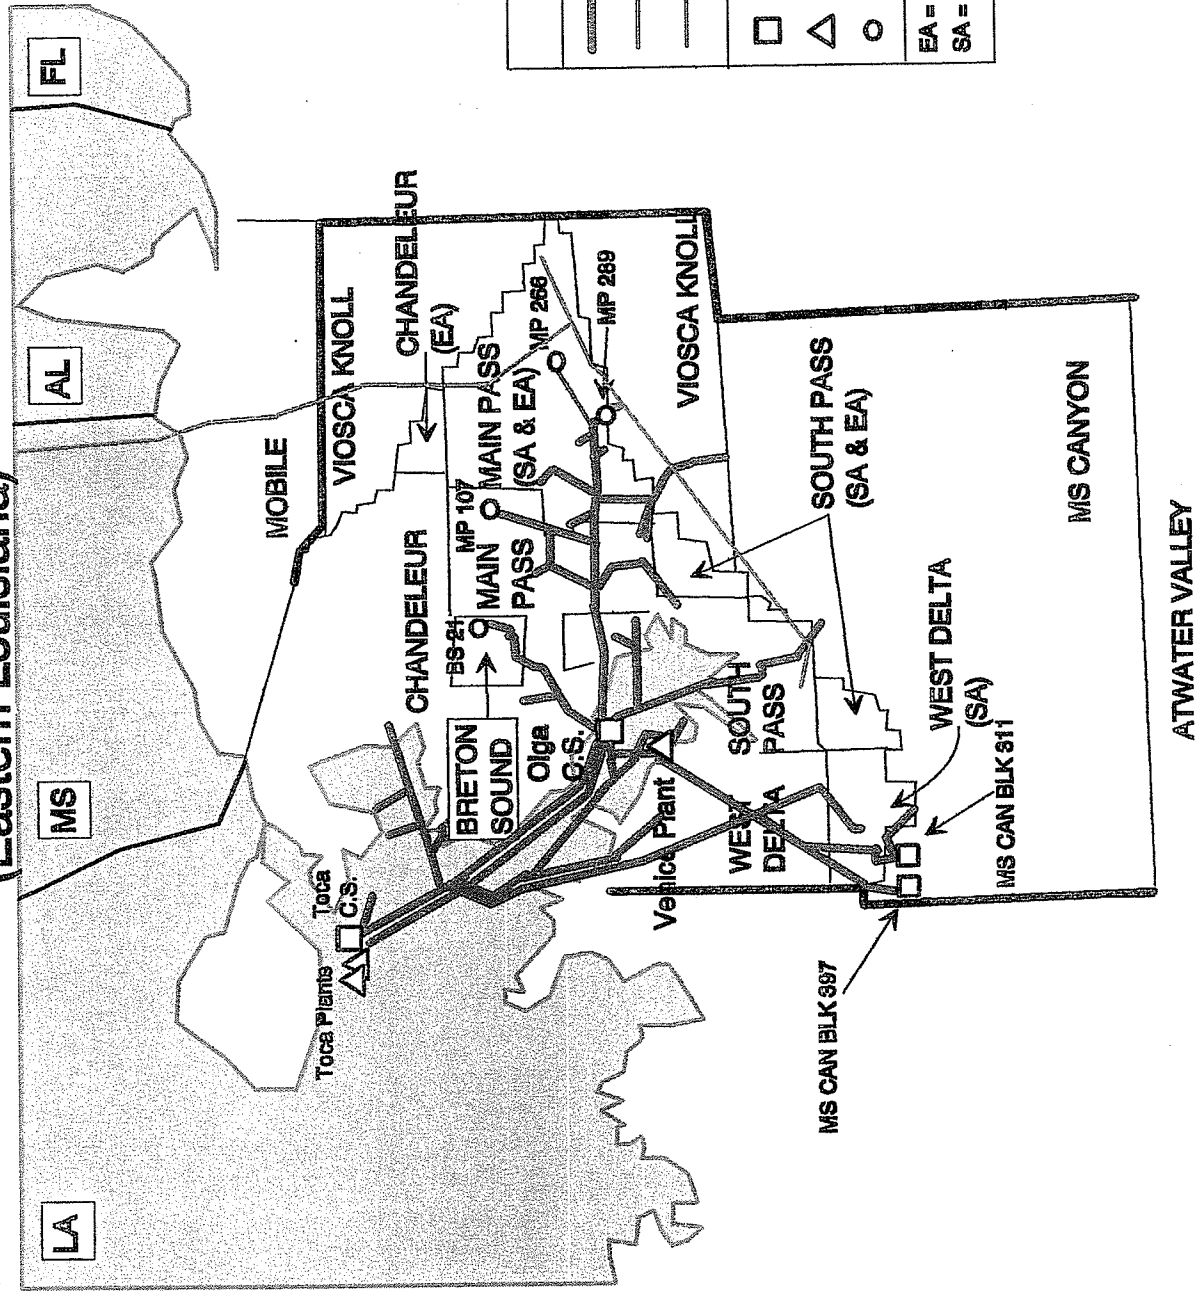 (Eastern Louisiana)
LA
MS
AL
FL
MOBILE
VIOSCA KNOLL
CHANDELEUR
(EA)
CHANDELEUR
Toca Plants
Toca
C.S.
BRETON
SOUND
BS 21
MAIN
PASS
MP 107
MAIN PASS
(SA & EA)
MP 266
MP 289
Olga
C.S.
Venice Plant
VIOSCA KNOLL
WEST
DELTA
SOUTH
PASS
SOUTH PASS
(SA & EA)
WEST DELTA
(SA)
MS CAN BLK 397
MS CAN BLK 311
MS CANYON
ATWATER VALLEY
EA =
SA =